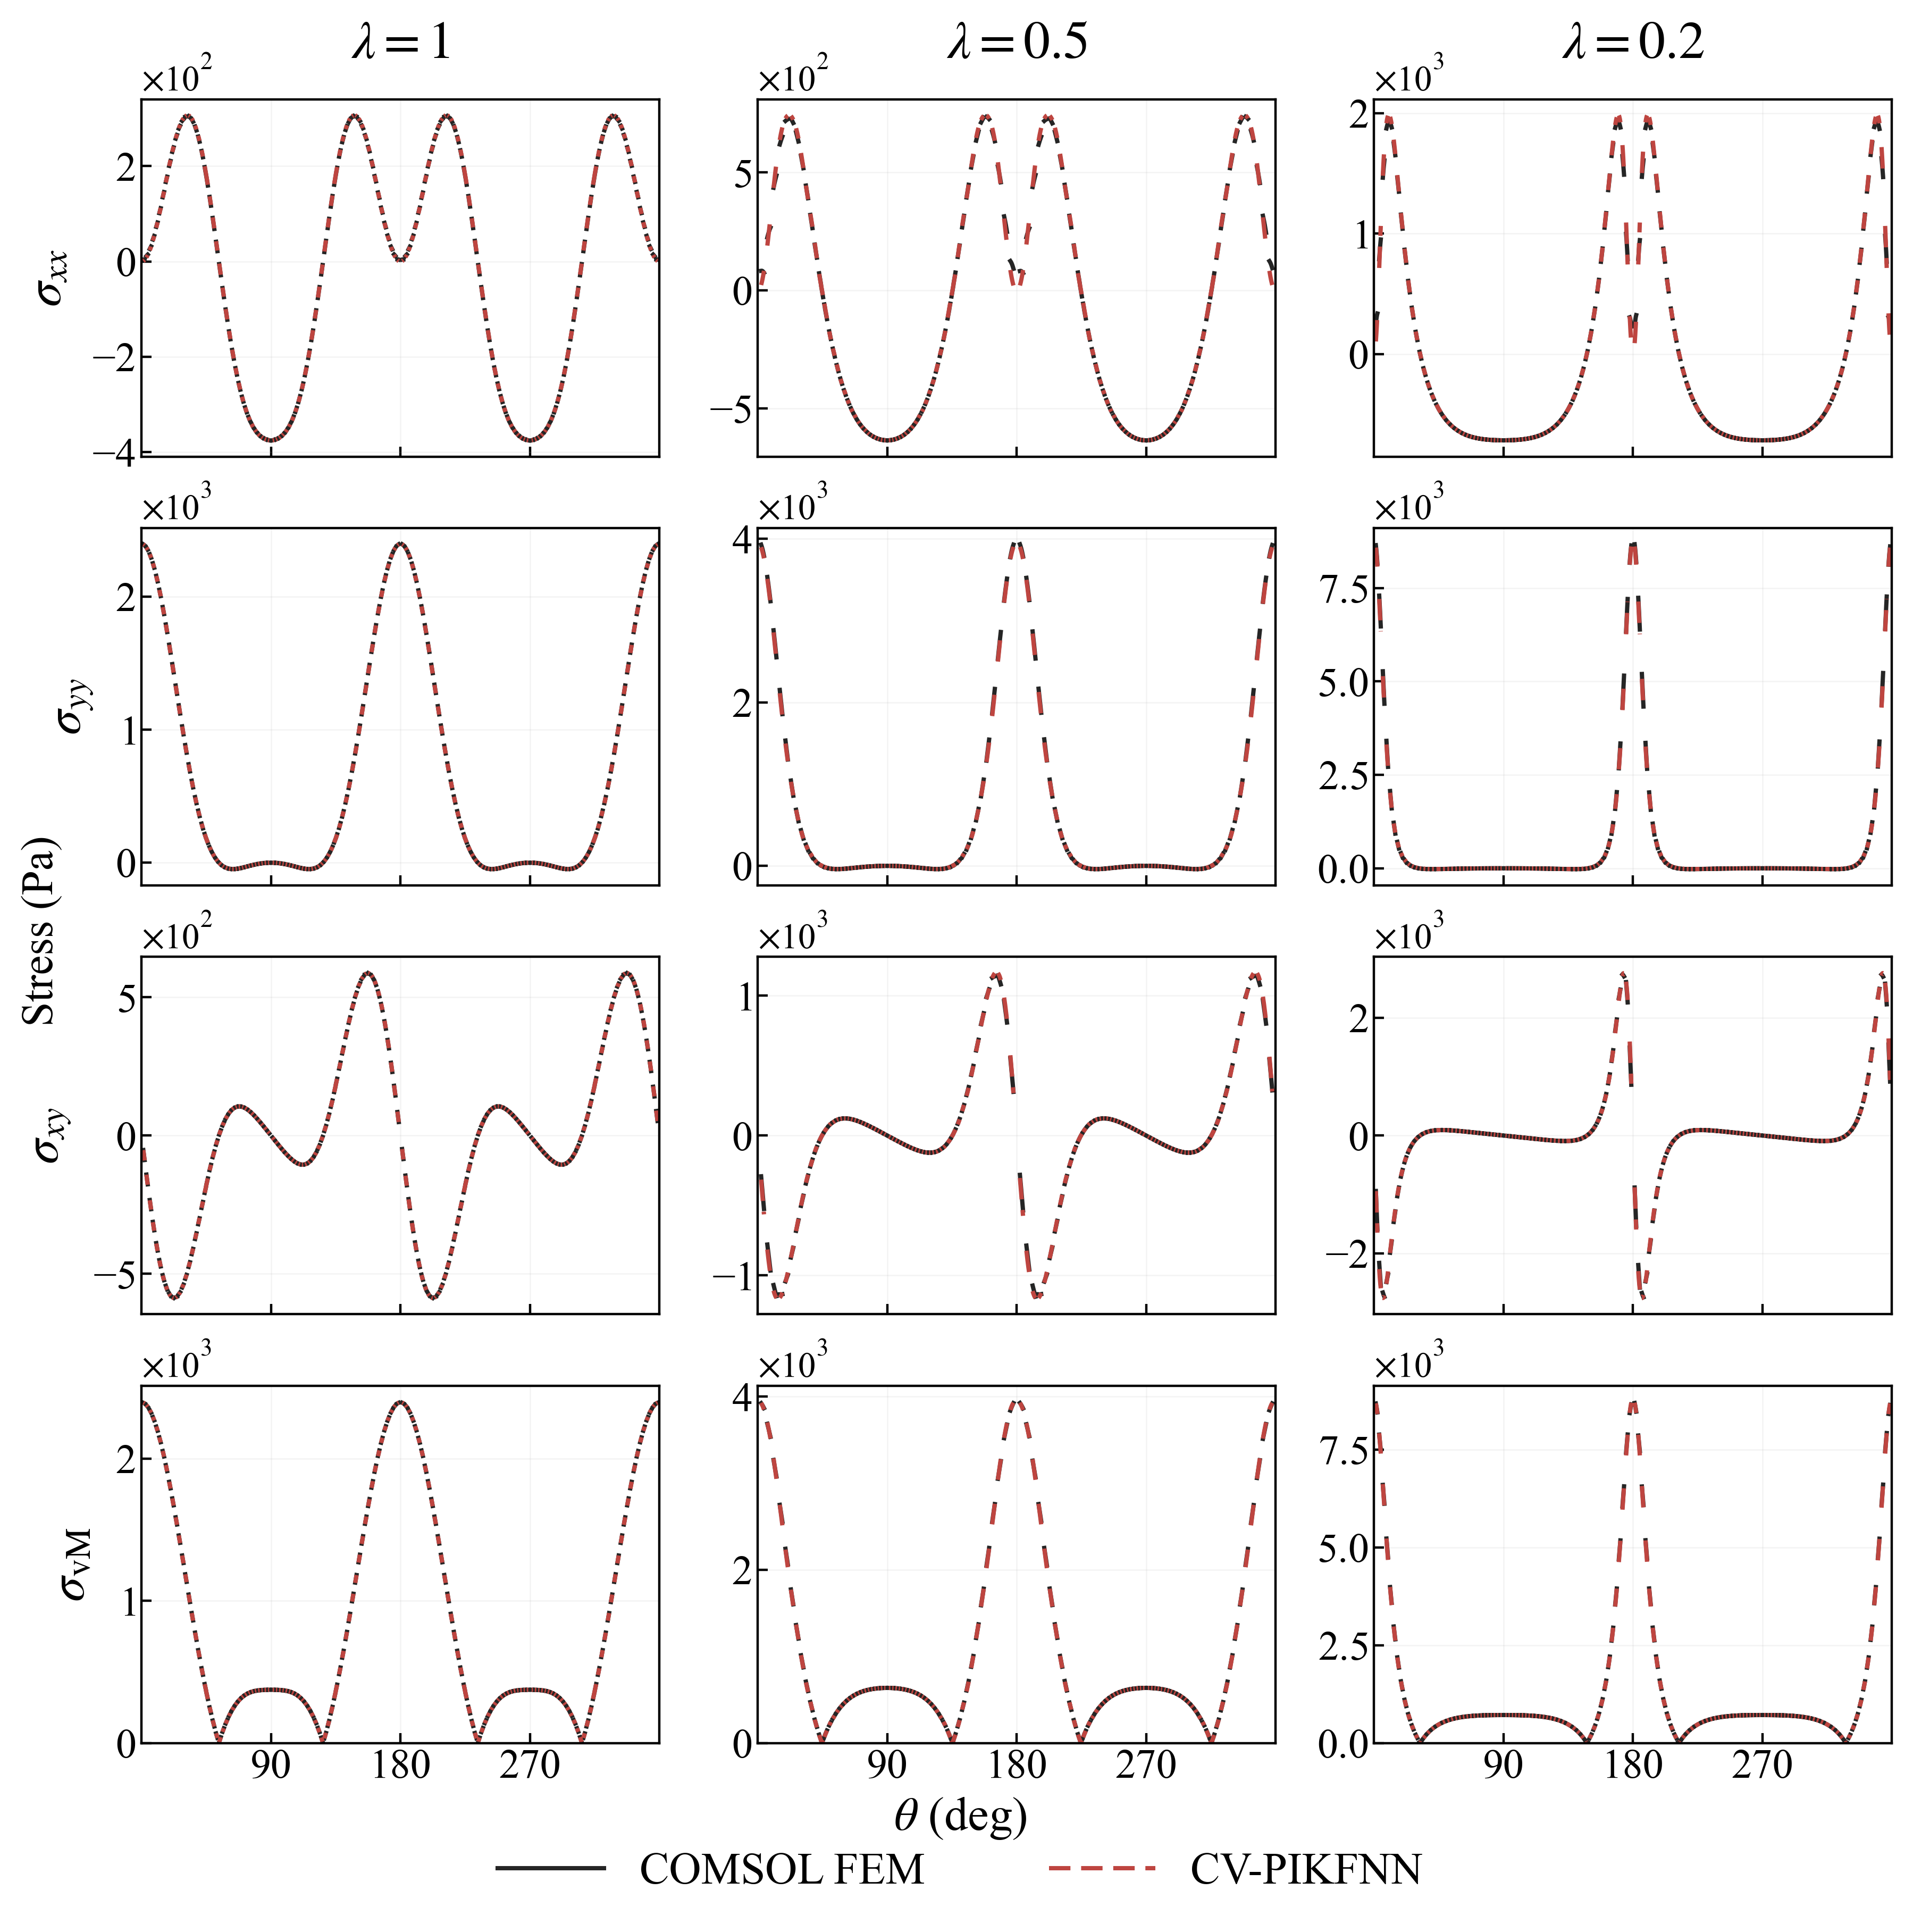 λ = 1 λ = 0.5 λ = 0.2
×10² ×10² ×10³
σxx
2 0 −2 −4
5 0 −5
2 1 0
×10³ ×10³ ×10³
σyy
2 1 0
4 2 0
7.5 5.0 2.5 0.0
Stress (Pa)
×10² ×10³ ×10³
σxy
5 0 −5
1 0 −1
2 0 −2
×10³ ×10³ ×10³
σvM
2 1 0
4 2 0
7.5 5.0 2.5 0.0
90 180 270 90 180 270 90 180 270
θ (deg)
COMSOL FEM CV-PIKFNN